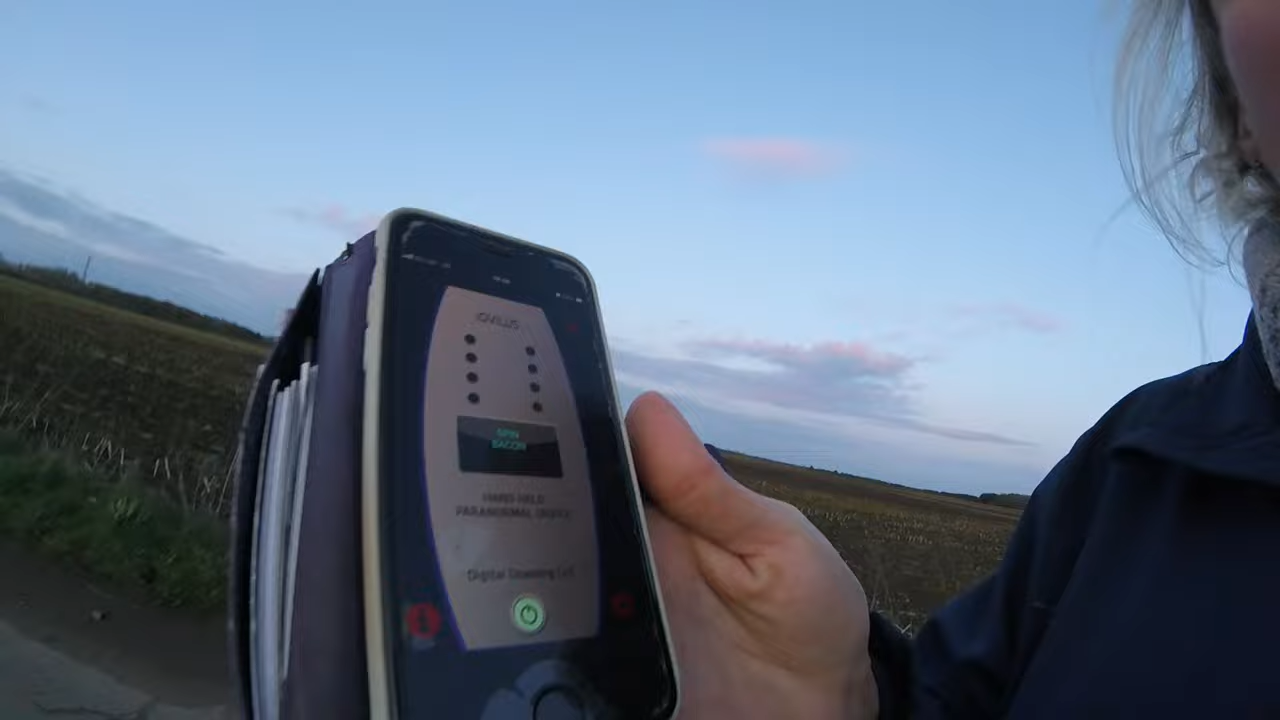 OVILUS
SPIN
BACON
HAND HELD
PARANORMAL DEVICE
Digital Dowsing LLC